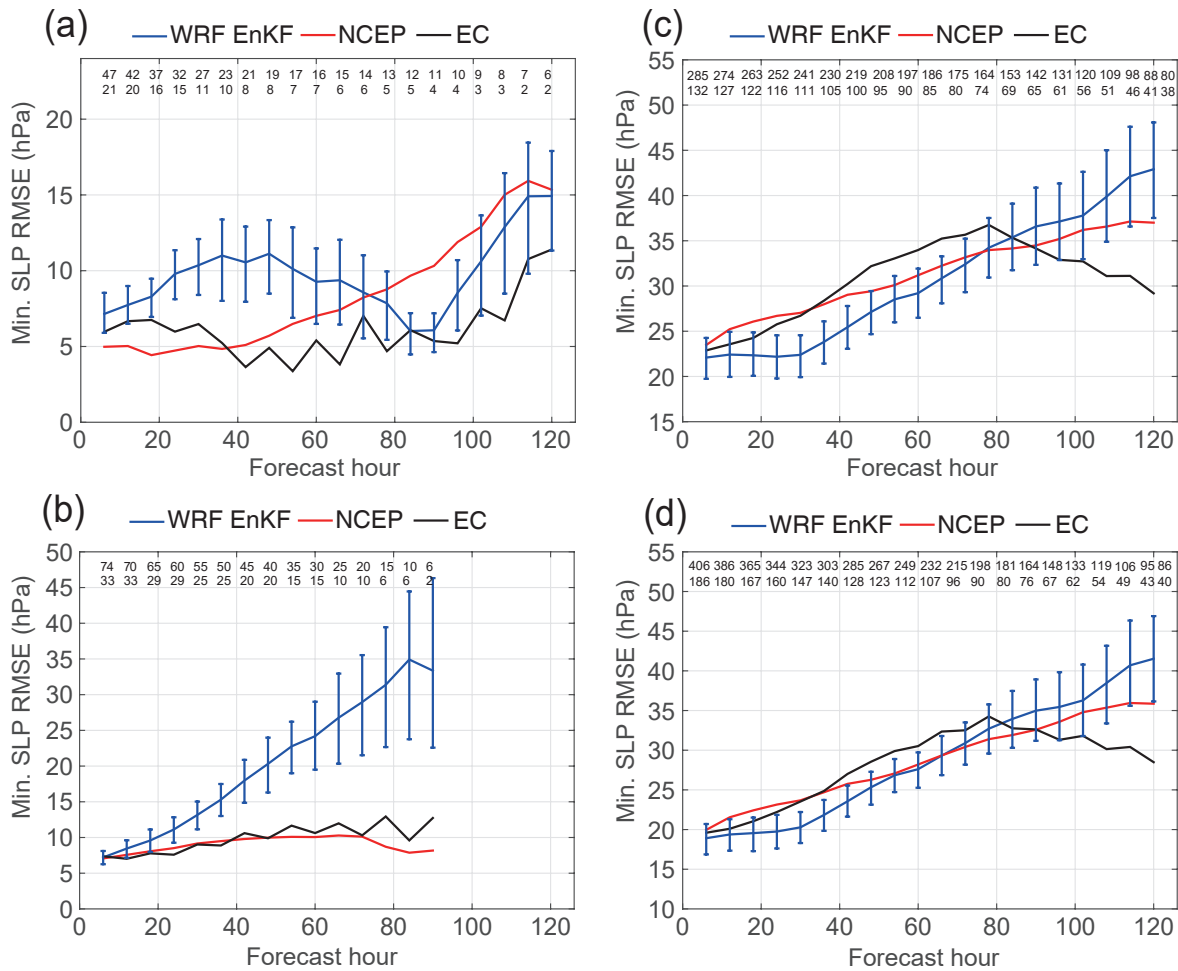 (a)
WRF EnKF NCEP EC
47 42 37 32 27 23 21 19 17 16 15 14 13 12 11 10 9 8 7 6
21 20 16 15 11 10 8 8 7 7 6 6 5 5 4 4 3 3 2 2
Min. SLP RMSE (hPa)
20
15
10
5
0
0 20 40 60 80 100 120
Forecast hour
(c)
WRF EnKF NCEP EC
285 274 263 252 241 230 219 208 197 186 175 164 153 142 131 120 109 98 88 80
132 127 122 116 111 105 100 95 90 85 80 74 69 65 61 56 51 46 41 38
Min. SLP RMSE (hPa)
55
50
45
40
35
30
25
20
15
0 20 40 60 80 100 120
Forecast hour
(b)
WRF EnKF NCEP EC
74 70 65 60 55 50 45 40 35 30 25 20 15 10 6
33 33 29 29 25 25 20 20 15 15 10 10 6 6 2
Min. SLP RMSE (hPa)
50
45
40
35
30
25
20
15
10
5
0
0 20 40 60 80 100 120
Forecast hour
(d)
WRF EnKF NCEP EC
406 386 365 344 323 303 285 267 249 232 215 198 181 164 148 133 119 106 95 86
186 180 167 160 147 140 128 123 112 107 96 90 80 76 67 62 54 49 43 40
Min. SLP RMSE (hPa)
55
50
45
40
35
30
25
20
15
10
0 20 40 60 80 100 120
Forecast hour